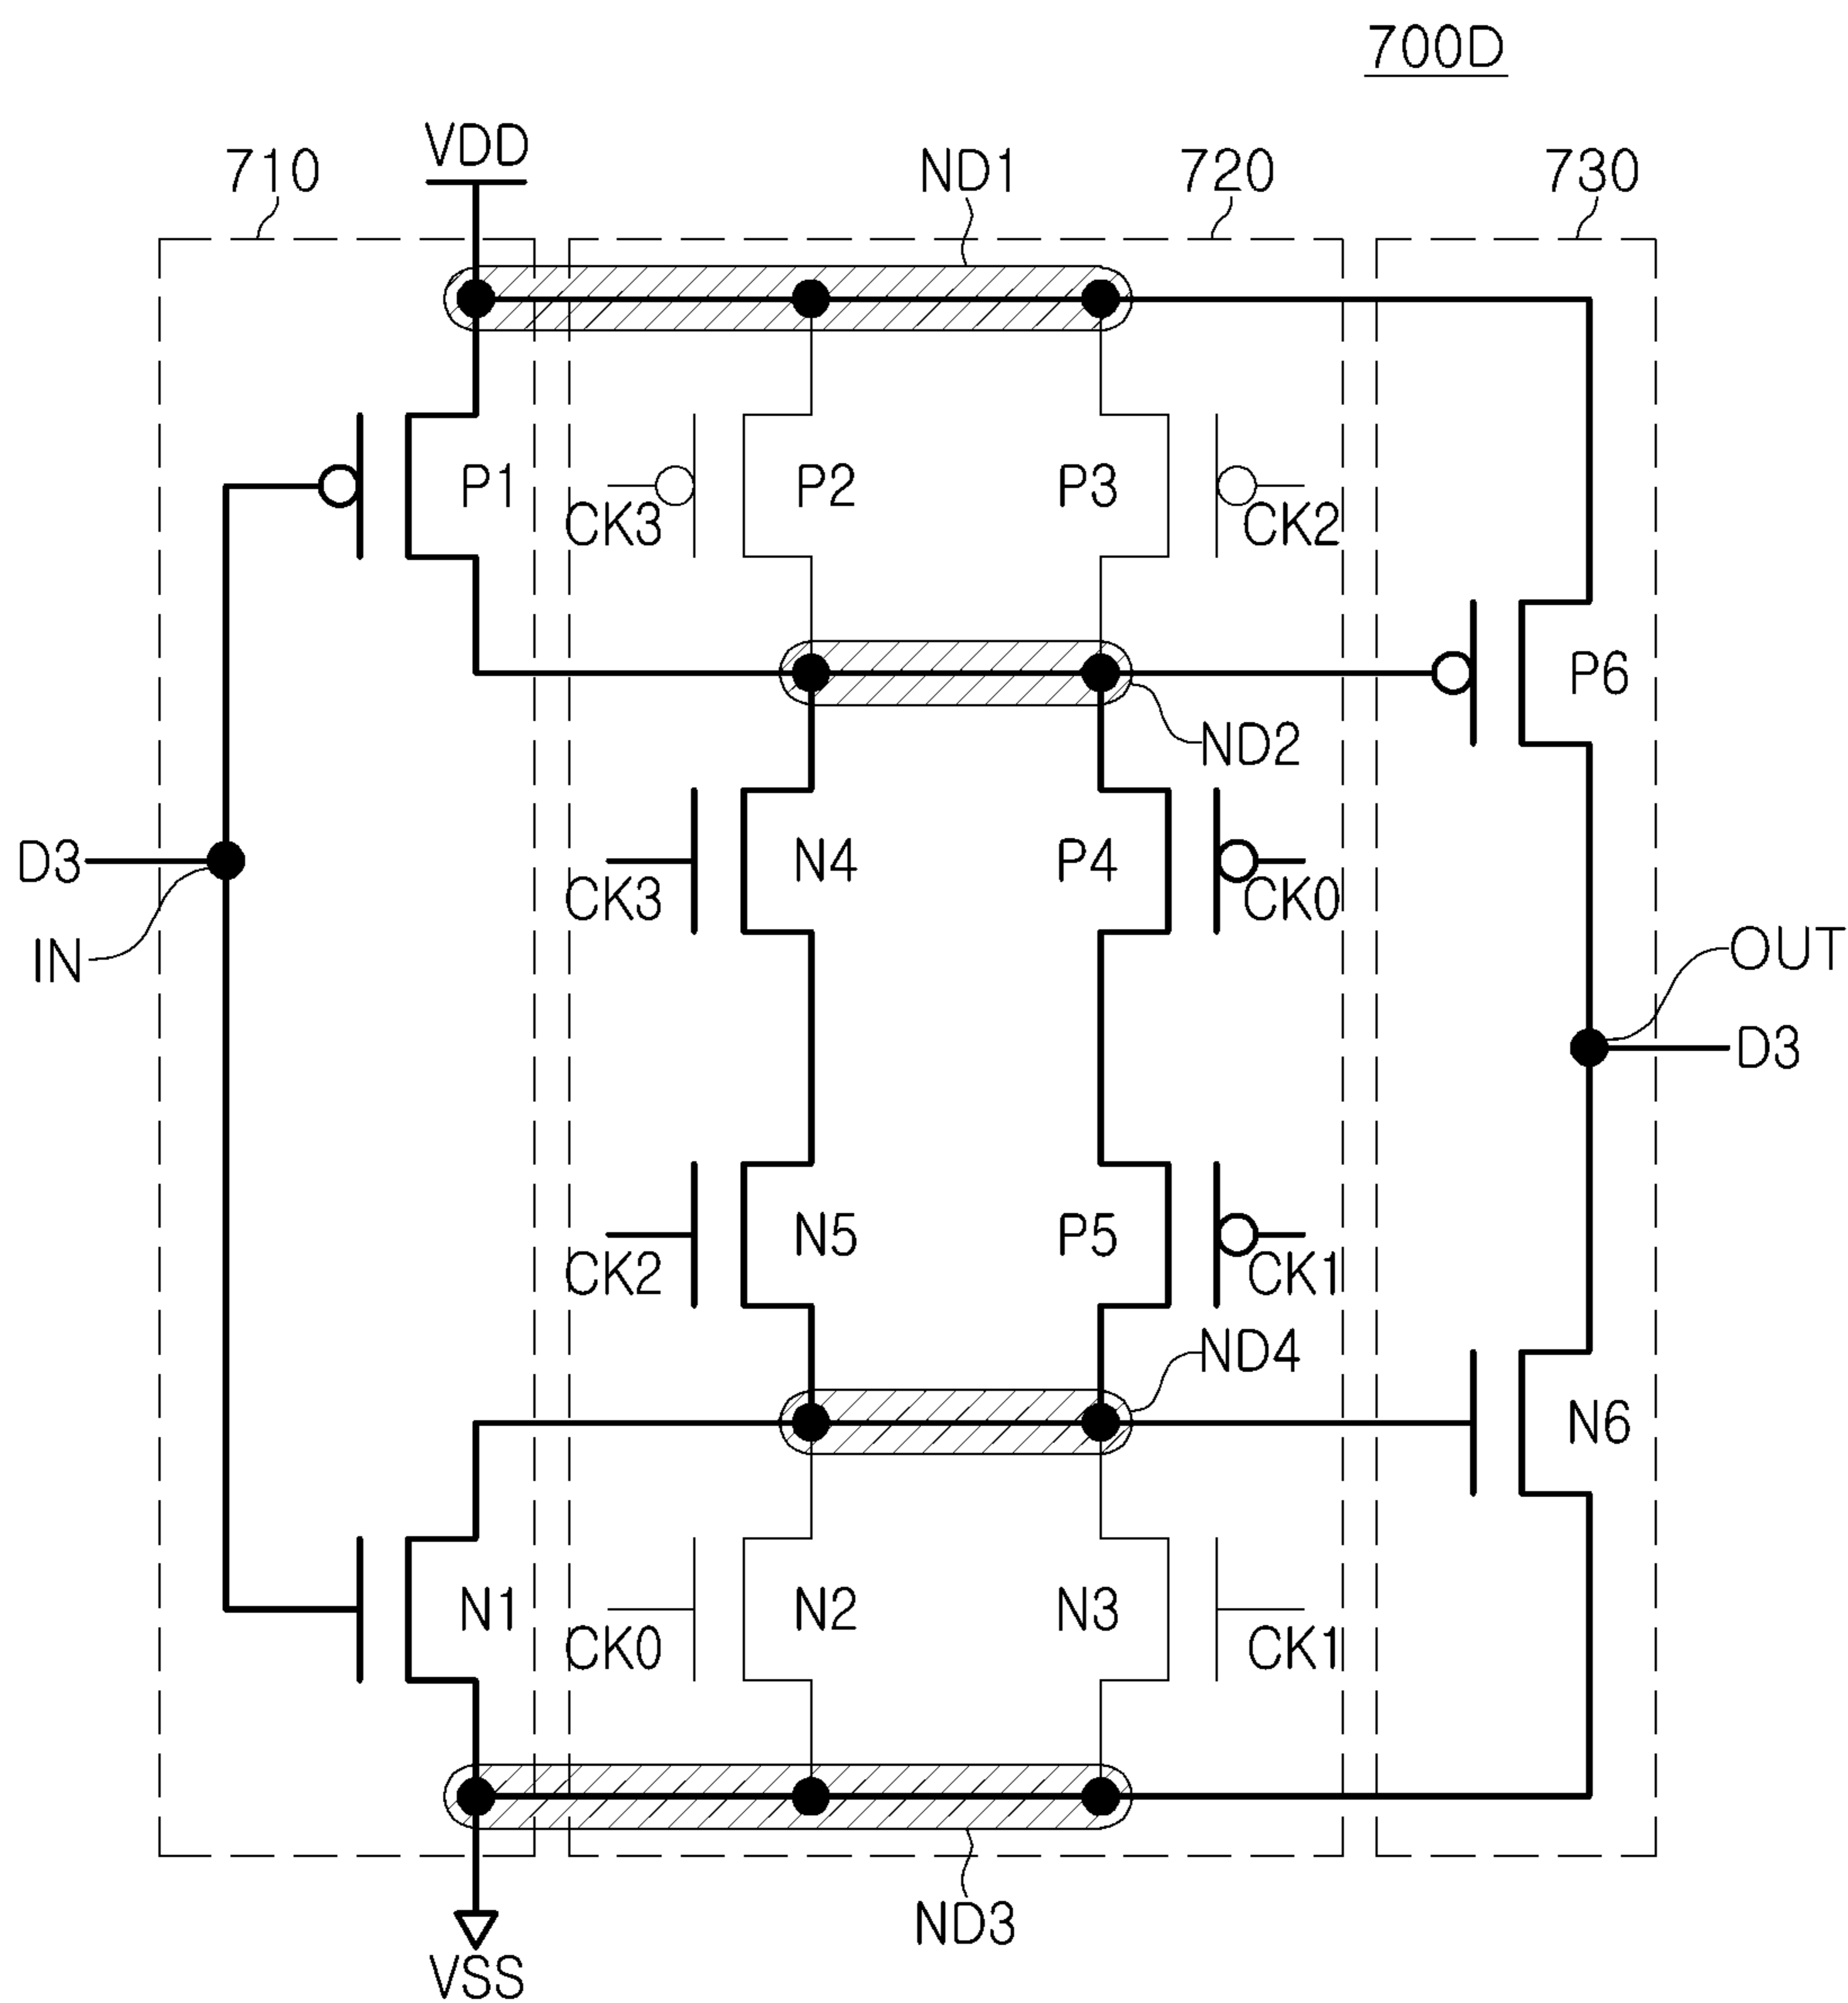 700D
VDD
710
ND1
720
730
P1
CK3
P2
P3
CK2
P6
ND2
D3
N4
P4
CK3
CK0
IN
OUT
D3
N5
P5
CK2
CK1
ND4
N6
N1
N2
N3
CK0
CK1
ND3
VSS